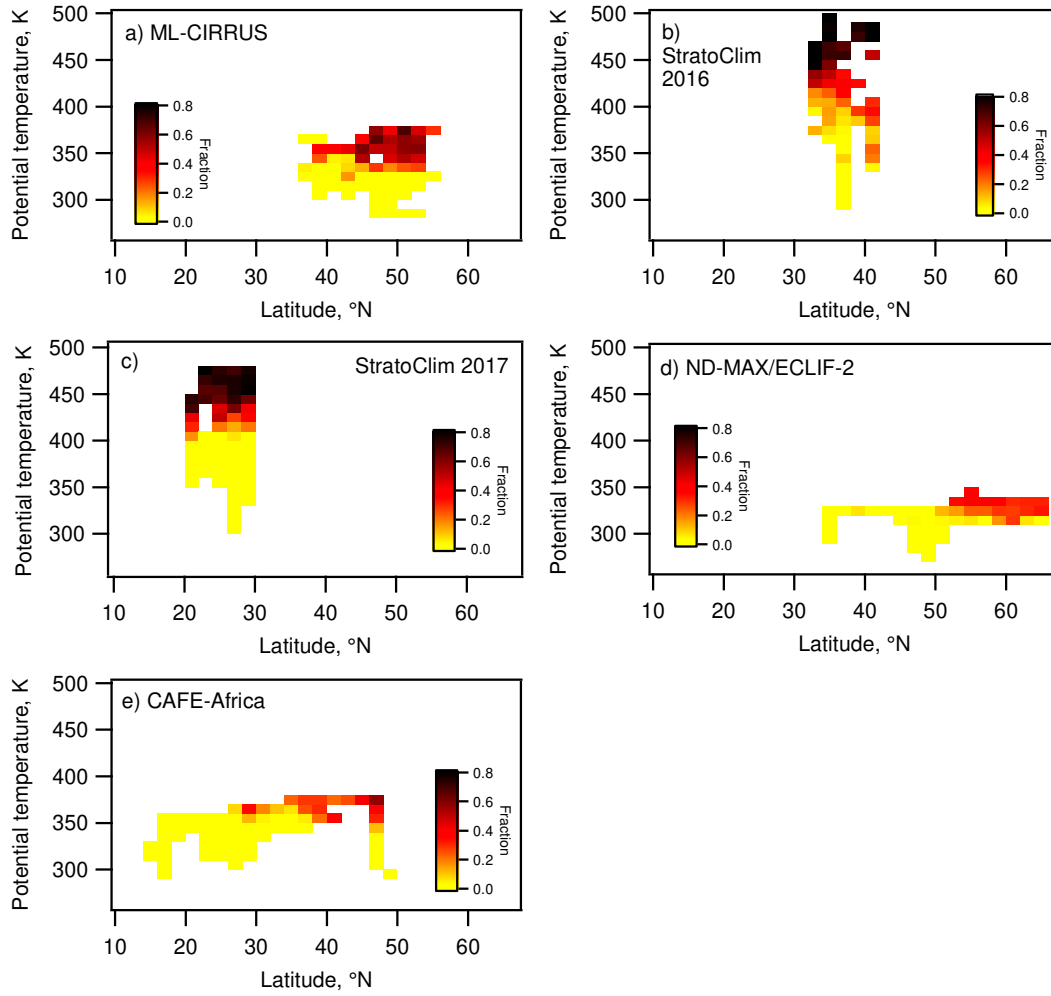 a) ML-CIRRUS
Potential temperature, K
500
450
400
350
300
0.8
0.6
0.4
0.2
0.0
Fraction
10 20 30 40 50 60
Latitude, °N
b)
StratoClim
2016
Potential temperature, K
500
450
400
350
300
0.8
0.6
0.4
0.2
0.0
Fraction
10 20 30 40 50 60
Latitude, °N
c)
StratoClim 2017
Potential temperature, K
500
450
400
350
300
0.8
0.6
0.4
0.2
0.0
Fraction
10 20 30 40 50 60
Latitude, °N
d) ND-MAX/ECLIF-2
Potential temperature, K
500
450
400
350
300
0.8
0.6
0.4
0.2
0.0
Fraction
10 20 30 40 50 60
Latitude, °N
e) CAFE-Africa
Potential temperature, K
500
450
400
350
300
0.8
0.6
0.4
0.2
0.0
Fraction
10 20 30 40 50 60
Latitude, °N